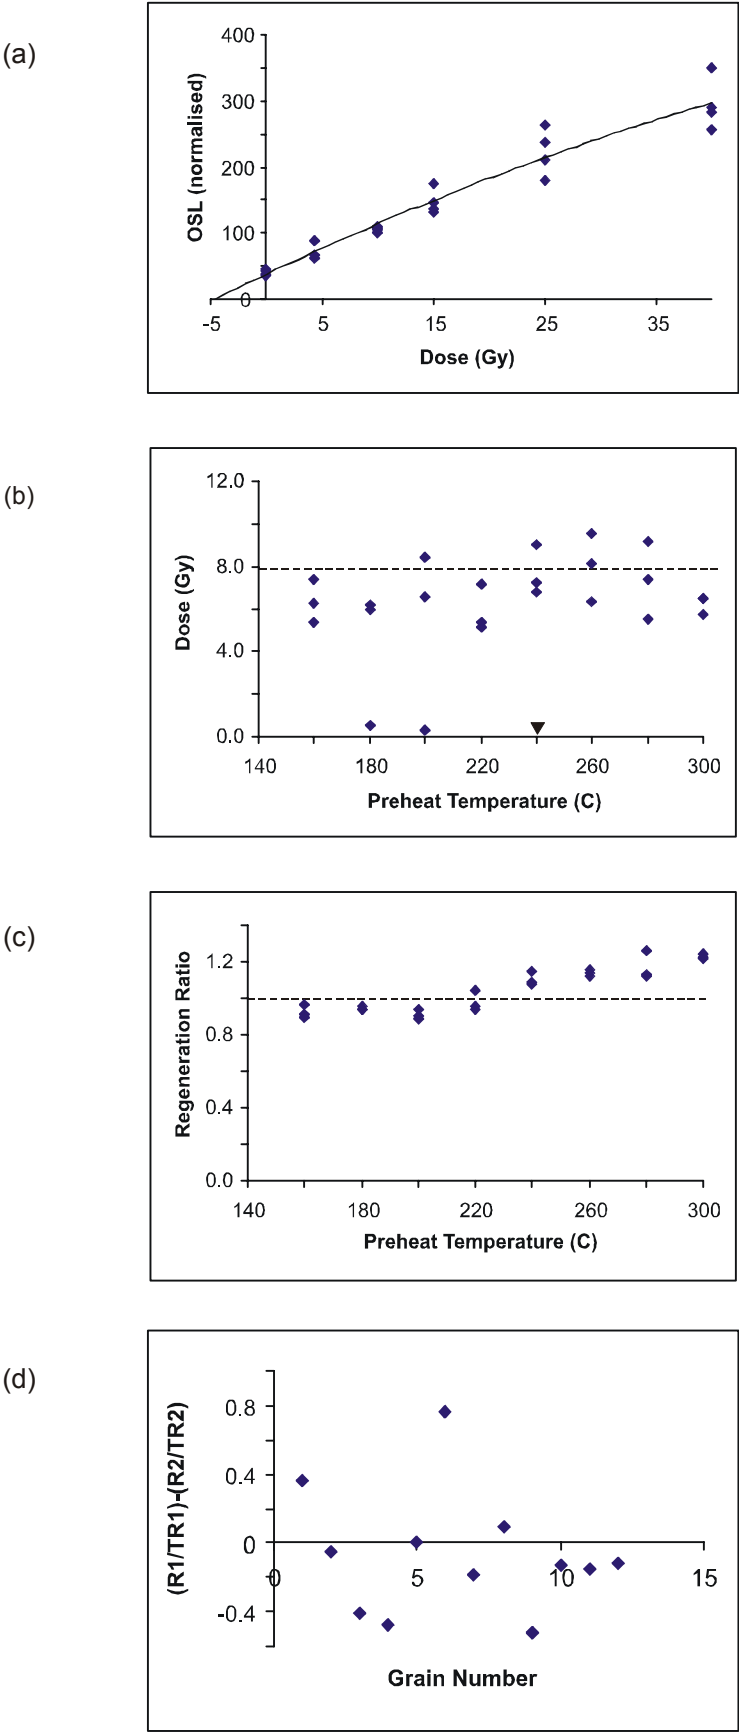 (a)
OSL (normalised)
400
300
200
100
0
-5 5 15 25 35
Dose (Gy)
(b)
Dose (Gy)
12.0
8.0
4.0
0.0
140 180 220 260 300
Preheat Temperature (C)
(c)
Regeneration Ratio
1.2
0.8
0.4
0.0
140 180 220 260 300
Preheat Temperature (C)
(d)
(R1/TR1)-(R2/TR2)
0.8
0.4
0
-0.4
0 5 10 15
Grain Number